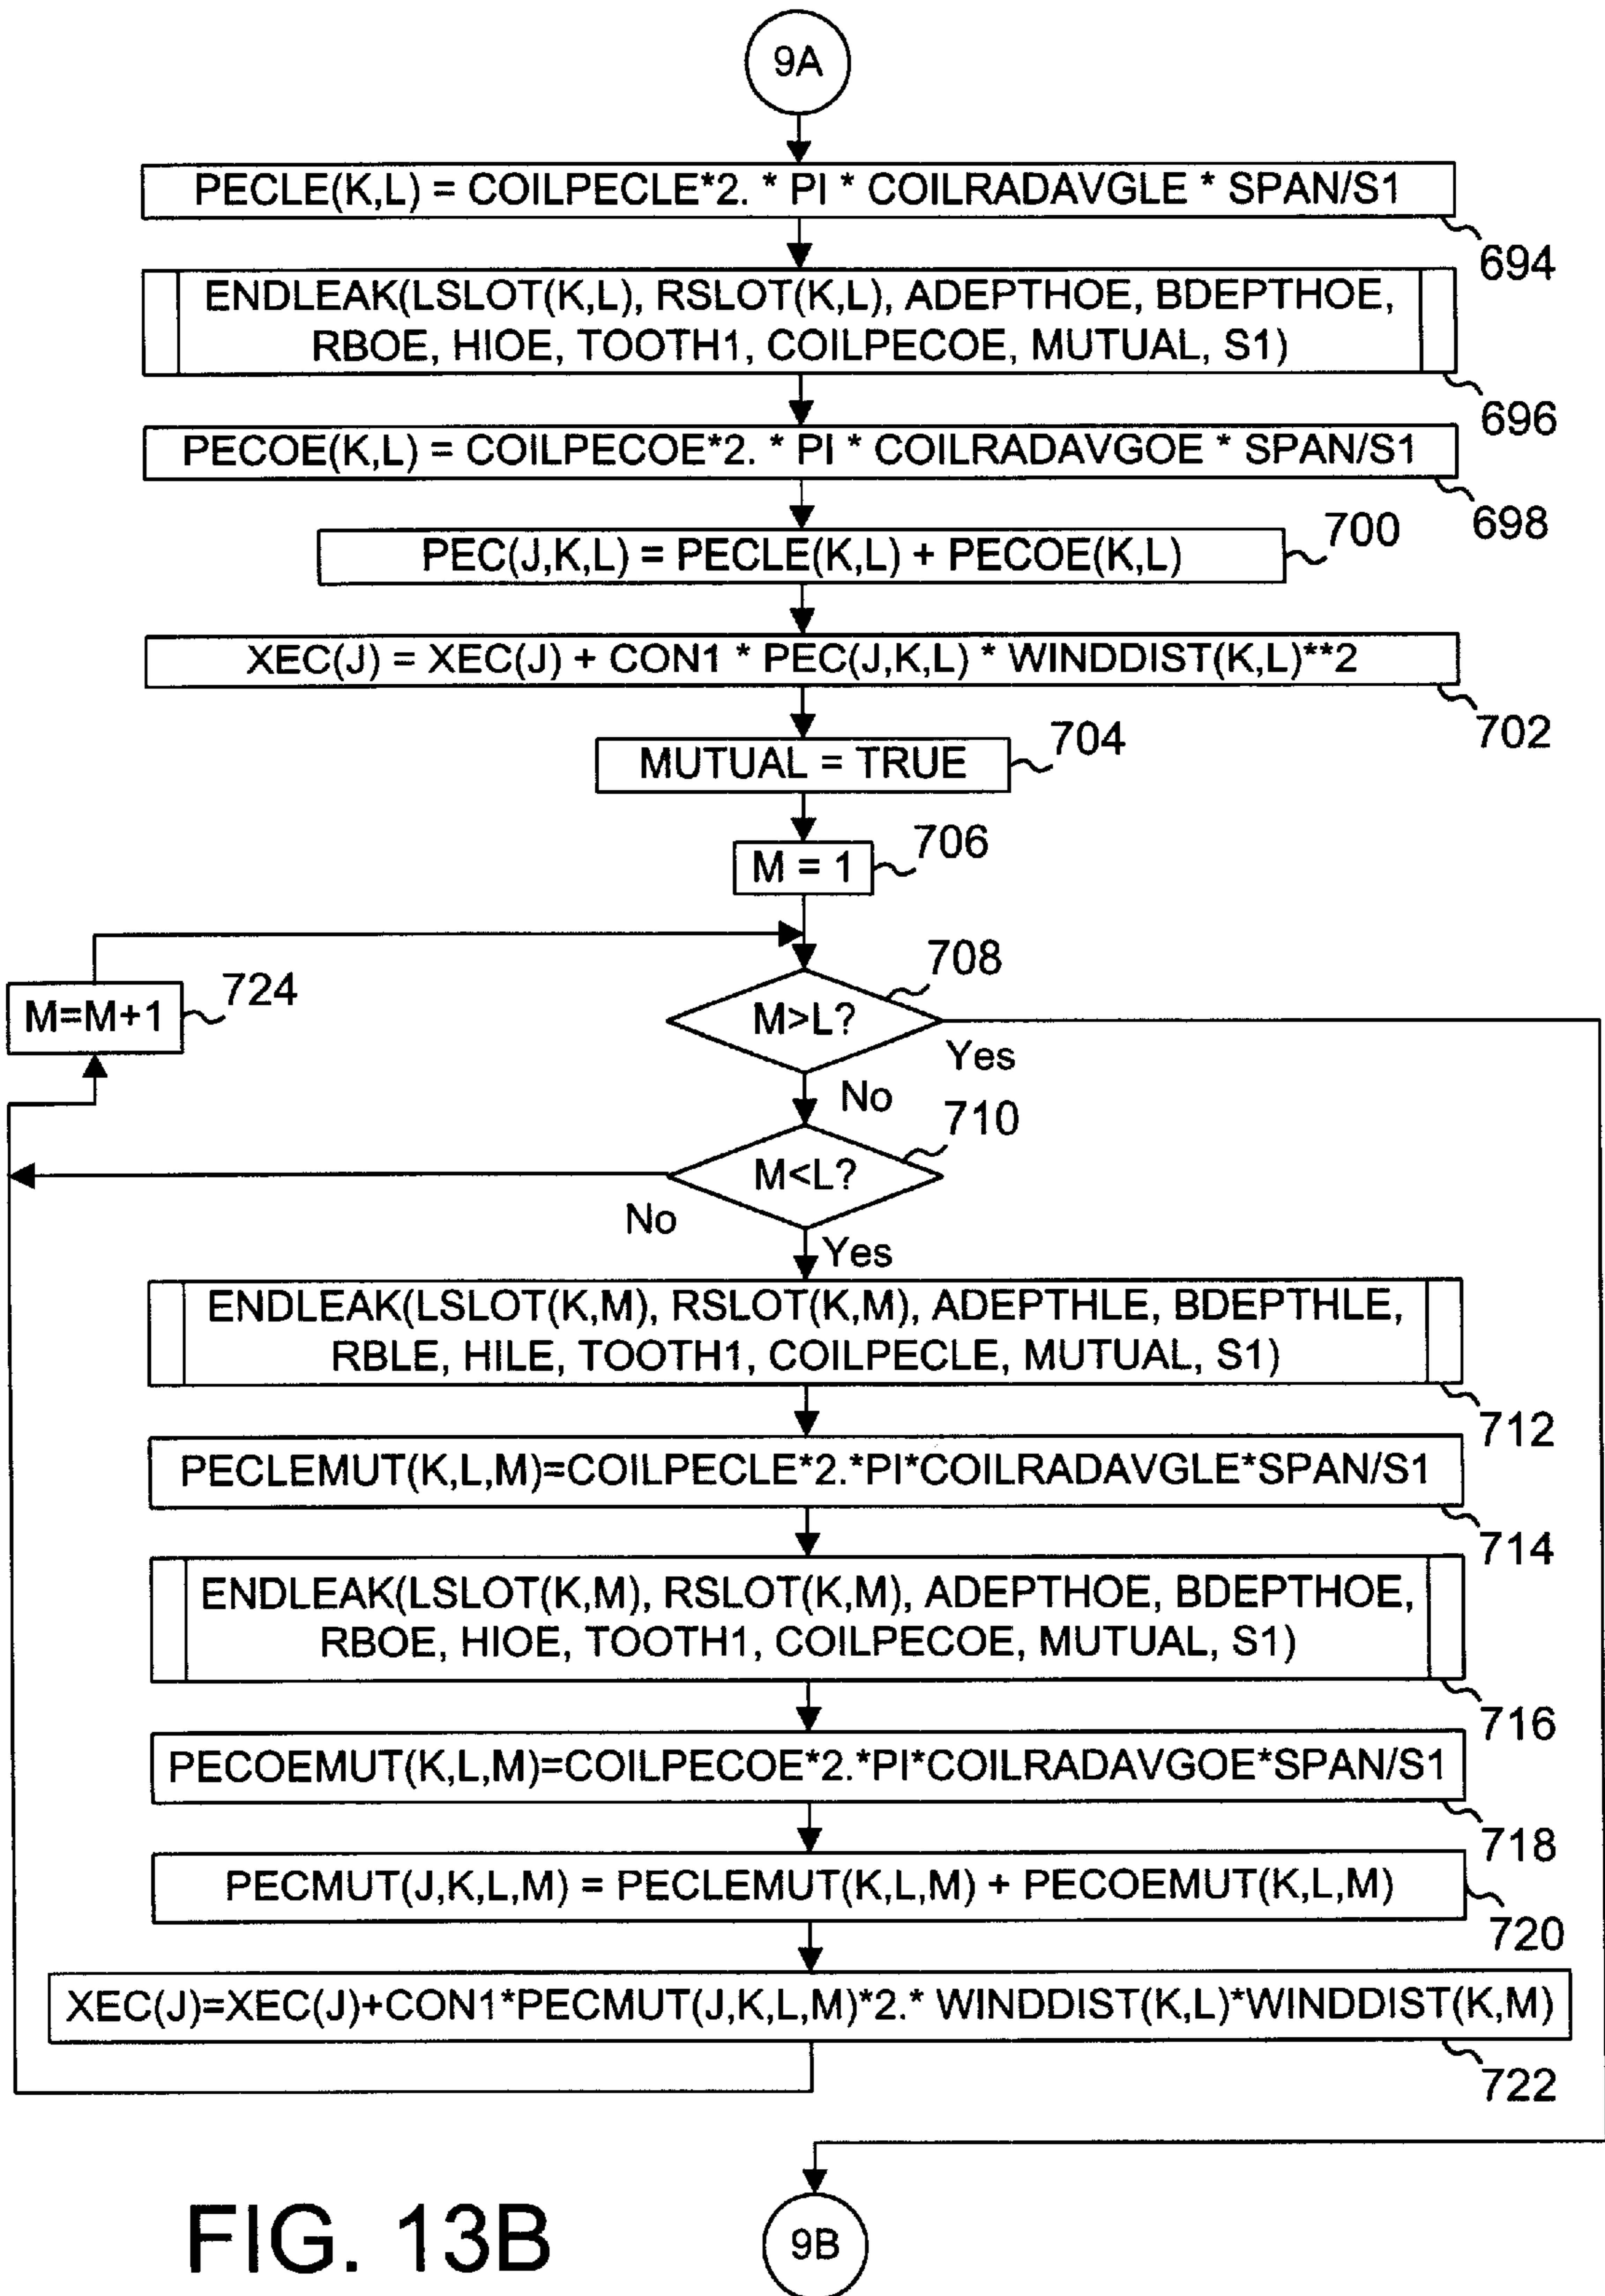 9A
PECLE(K,L) = COILPECLE*2. * PI * COILRADAVGLE * SPAN/S1
694
ENDLEAK(LSLOT(K,L), RSLOT(K,L), ADEPTHOE, BDEPTHOE,
RBOE, HIOE, TOOTH1, COILPECOE, MUTUAL, S1)
696
PECOE(K,L) = COILPECOE*2. * PI * COILRADAVGOE * SPAN/S1
698
PEC(J,K,L) = PECLE(K,L) + PECOE(K,L)
700
XEC(J) = XEC(J) + CON1 * PEC(J,K,L) * WINDDIST(K,L)**2
702
MUTUAL = TRUE
704
M = 1
706
M=M+1
724
M>L?
708
Yes
No
M<L?
710
No
Yes
ENDLEAK(LSLOT(K,M), RSLOT(K,M), ADEPTHLE, BDEPTHLE,
RBLE, HILE, TOOTH1, COILPECLE, MUTUAL, S1)
712
PECLEMUT(K,L,M)=COILPECLE*2.*PI*COILRADAVGLE*SPAN/S1
714
ENDLEAK(LSLOT(K,M), RSLOT(K,M), ADEPTHOE, BDEPTHOE,
RBOE, HIOE, TOOTH1, COILPECOE, MUTUAL, S1)
716
PECOEMUT(K,L,M)=COILPECOE*2.*PI*COILRADAVGOE*SPAN/S1
718
PECMUT(J,K,L,M) = PECLEMUT(K,L,M) + PECOEMUT(K,L,M)
720
XEC(J)=XEC(J)+CON1*PECMUT(J,K,L,M)*2.* WINDDIST(K,L)*WINDDIST(K,M)
722
9B
FIG. 13B